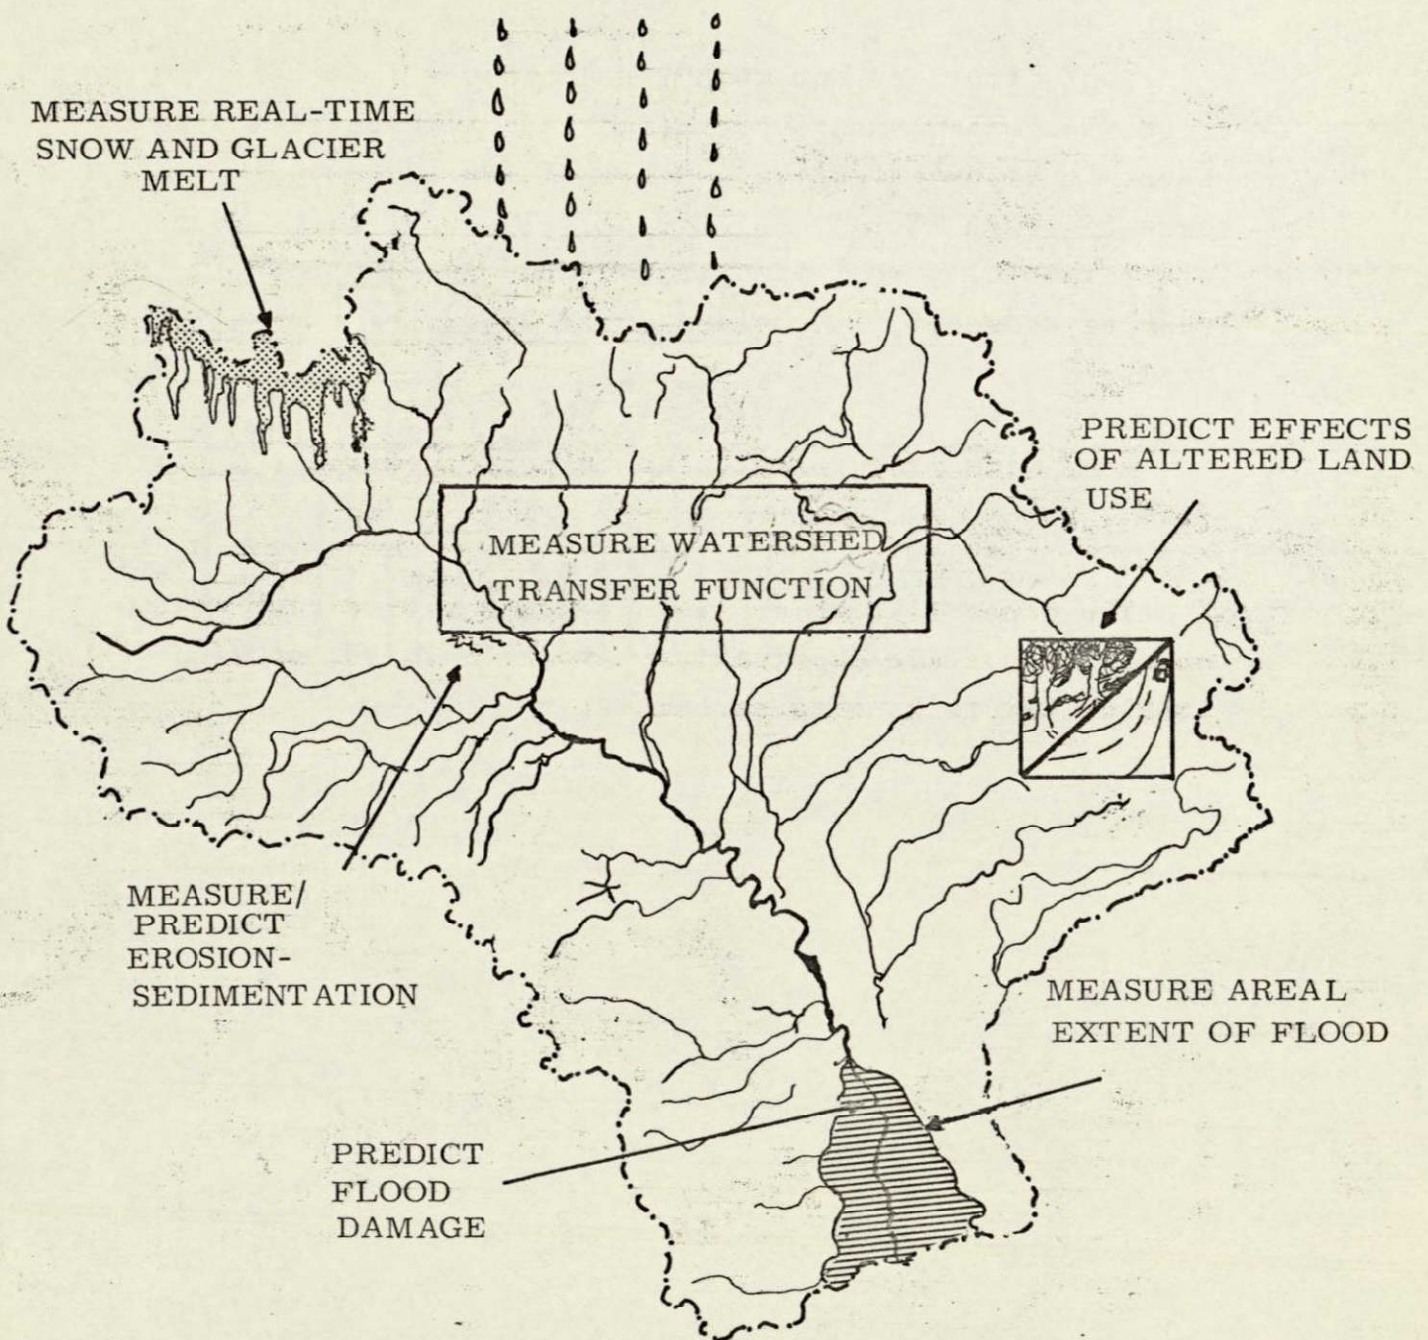 MEASURE REAL-TIME
SNOW AND GLACIER
MELT
PREDICT EFFECTS
OF ALTERED LAND
USE
MEASURE WATERSHED
TRANSFER FUNCTION
MEASURE/
PREDICT
EROSION-
SEDIMENTATION
MEASURE AREAL
EXTENT OF FLOOD
PREDICT
FLOOD
DAMAGE